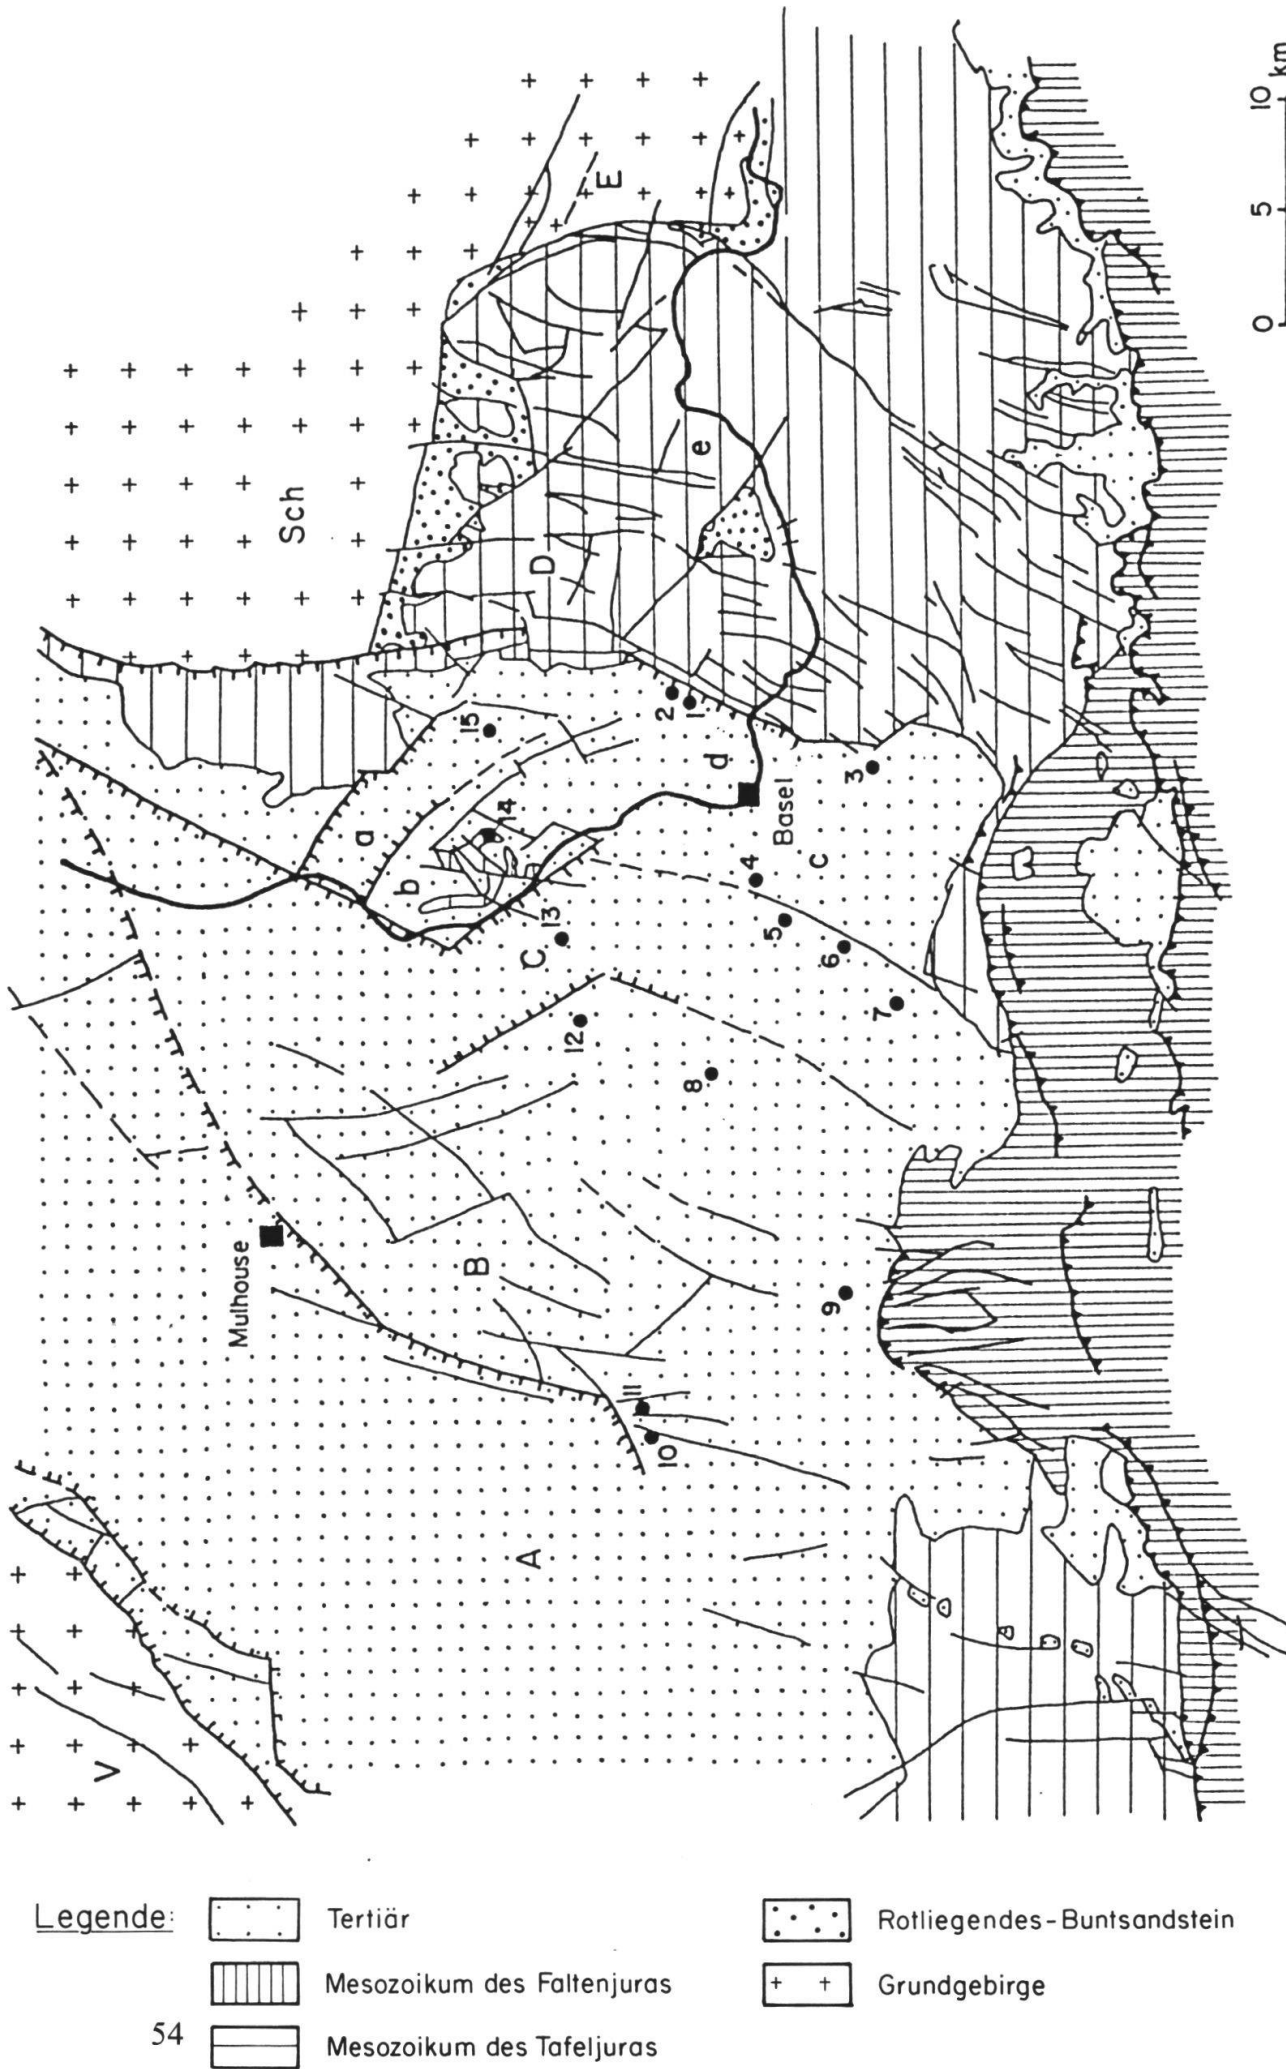 Sch
E
D
e
15
2
1
d
3
a
14
b
Basel
4
c
13
C
5
6
7
12
8
Mulhouse
B
9
11
10
A
V
0 5 10 km
Legende:
Tertiär
Mesozoikum des Faltenjuras
Mesozoikum des Tafeljuras
Rotliegendes-Buntsandstein
Grundgebirge
54